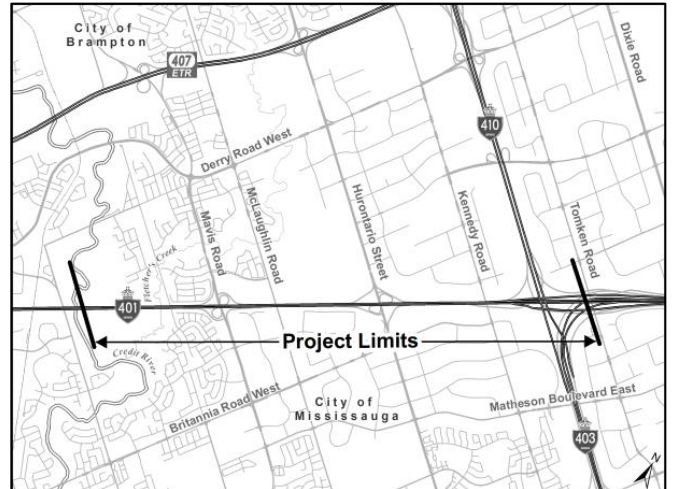 City of
Brampton
407
ETR
Dixie Road
410
Derry Road West
McLaughlin Road
Mavis Road
Hurontario Street
Kennedy Road
Tomken Road
Fletcher's Creek
401
Project Limits
Credit River
Britannia Road West
City of
Mississauga
Matheson Boulevard East
403
N